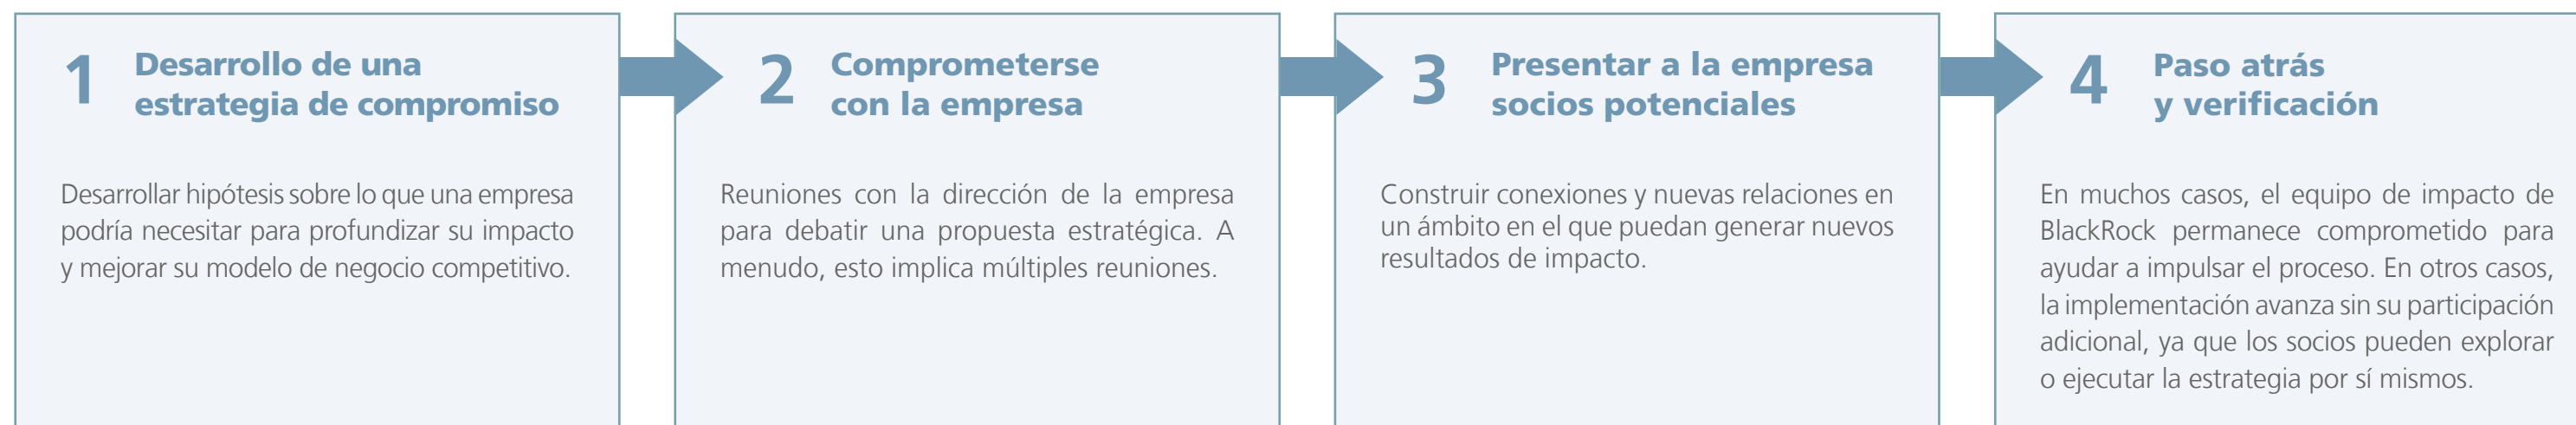 1
Desarrollo de una
estrategia de compromiso
Desarrollar hipótesis sobre lo que una empresa
podría necesitar para profundizar su impacto
y mejorar su modelo de negocio competitivo.
2
Comprometerse
con la empresa
Reuniones con la dirección de la empresa
para debatir una propuesta estratégica. A
menudo, esto implica múltiples reuniones.
3
Presentar a la empresa
socios potenciales
Construir conexiones y nuevas relaciones en
un ámbito en el que puedan generar nuevos
resultados de impacto.
4
Paso atrás
y verificación
En muchos casos, el equipo de impacto de
BlackRock permanece comprometido para
ayudar a impulsar el proceso. En otros casos,
la implementación avanza sin su participación
adicional, ya que los socios pueden explorar
o ejecutar la estrategia por sí mismos.